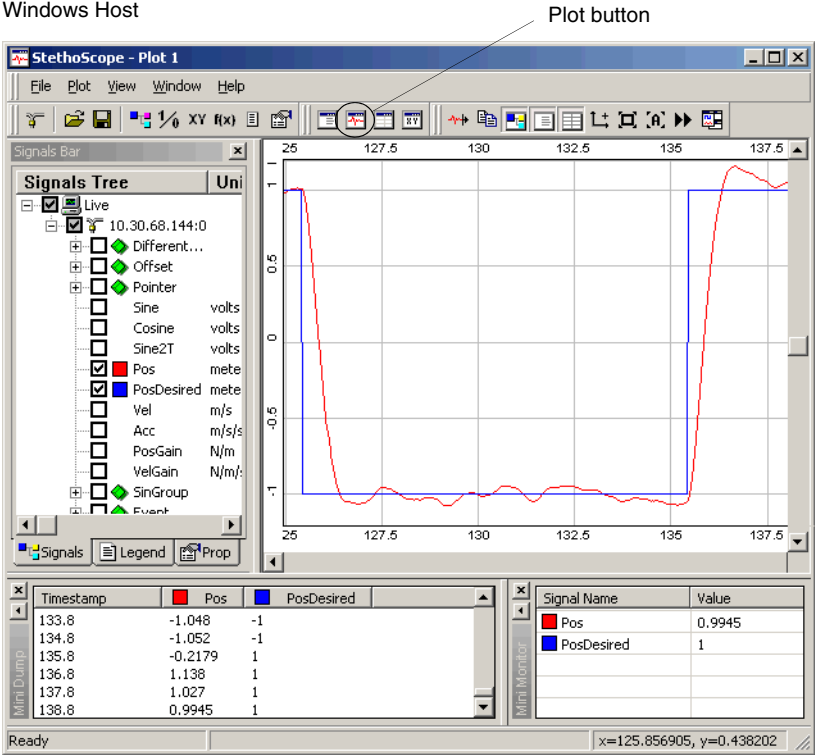 Windows Host
Plot button
StethoScope - Plot 1
File Plot View Window Help
XY f(x)
XY
[A]
Signals Bar
Signals Tree Uni
Live
10.30.68.144:0
Different...
Offset
Pointer
Sine volts
Cosine volts
Sine2T volts
Pos mete
PosDesired mete
Vel m/s
Acc m/s/s
PosGain N/m
VelGain N/m/
SinGroup
Event
Signals Legend Prop
25 127.5 130 132.5 135 137.5
0.5
0
-0.5
-1
25 127.5 130 132.5 135 137.5
Mini Dump
Timestamp Pos PosDesired
133.8 -1.048 -1
134.8 -1.052 -1
135.8 -0.2179 1
136.8 1.138 1
137.8 1.027 1
138.8 0.9945 1
Mini Monitor
Signal Name Value
Pos 0.9945
PosDesired 1
Ready
x=125.856905, y=0.438202